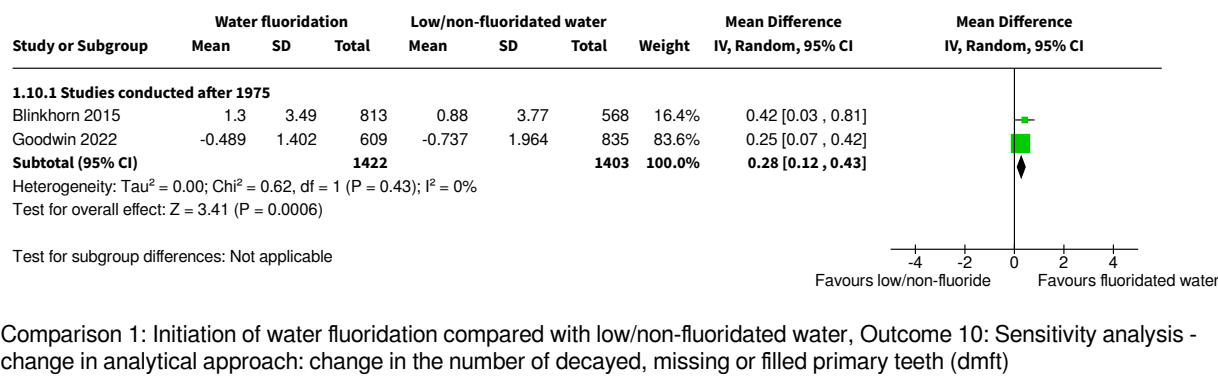 Water fluoridation Low/non-fluoridated water Mean Difference Mean Difference
Study or Subgroup Mean SD Total Mean SD Total Weight IV, Random, 95% CI IV, Random, 95% CI
1.10.1 Studies conducted after 1975
Blinkhorn 2015 1.3 3.49 813 0.88 3.77 568 16.4% 0.42 [0.03 , 0.81]
Goodwin 2022 -0.489 1.402 609 -0.737 1.964 835 83.6% 0.25 [0.07 , 0.42]
Subtotal (95% CI) 1422 1403 100.0% 0.28 [0.12 , 0.43]
Heterogeneity: Tau² = 0.00; Chi² = 0.62, df = 1 (P = 0.43); I² = 0%
Test for overall effect: Z = 3.41 (P = 0.0006)
Test for subgroup differences: Not applicable
-4 -2 0 2 4
Favours low/non-fluoride Favours fluoridated water
Comparison 1: Initiation of water fluoridation compared with low/non-fluoridated water, Outcome 10: Sensitivity analysis -
change in analytical approach: change in the number of decayed, missing or filled primary teeth (dmft)